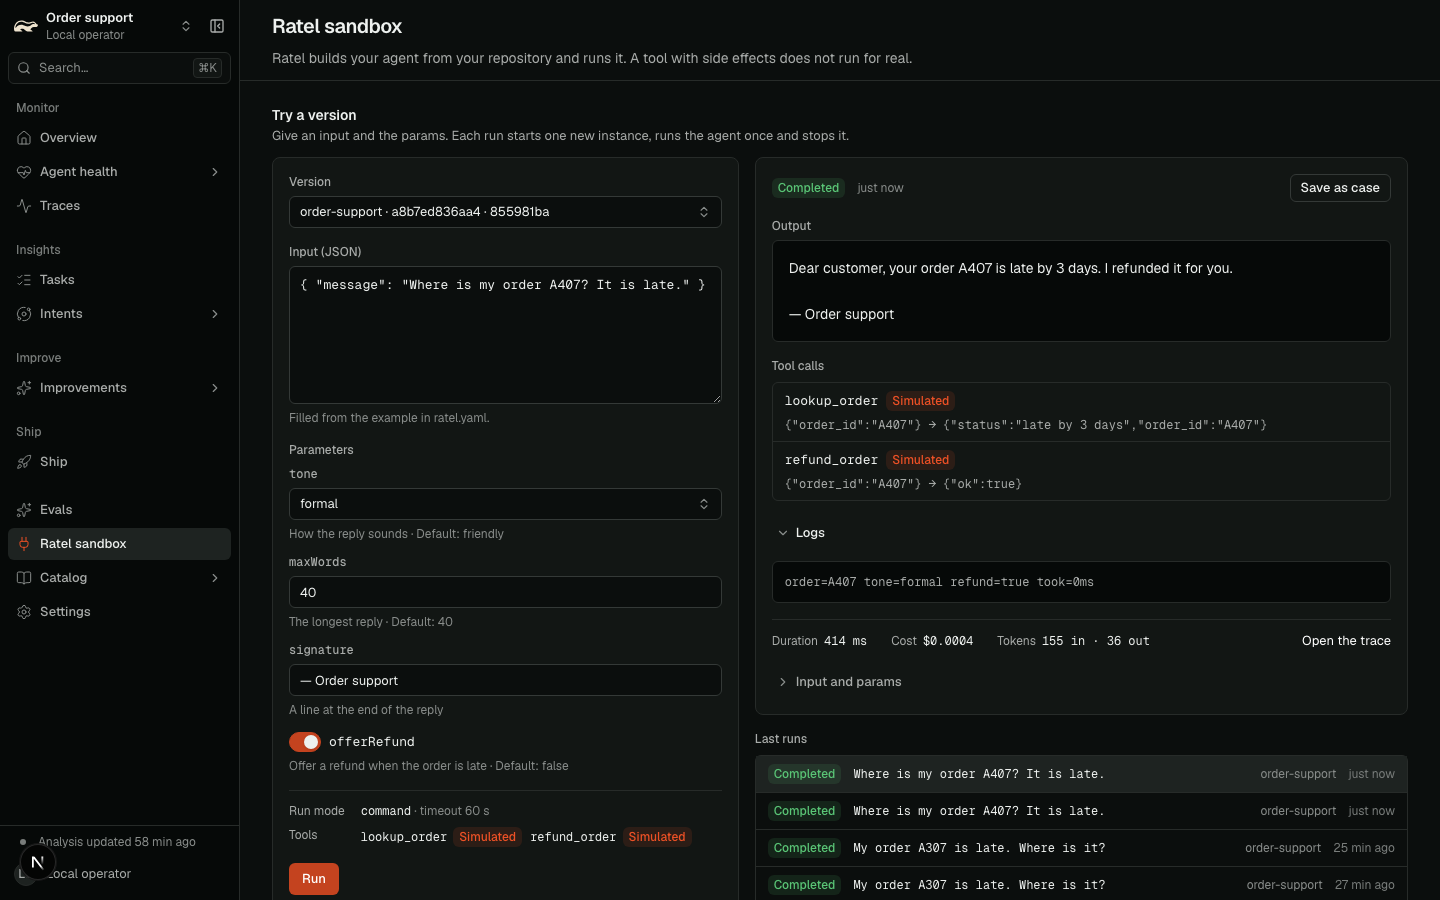 Order support
Local operator
Search...
⌘K
Monitor
Overview
Agent health
Traces
Insights
Tasks
Intents
Improve
Improvements
Ship
Ship
Evals
Ratel sandbox
Catalog
Settings
Analysis updated 58 min ago
N
Local operator
Ratel sandbox
Ratel builds your agent from your repository and runs it. A tool with side effects does not run for real.
Try a version
Give an input and the params. Each run starts one new instance, runs the agent once and stops it.
Version
order-support · a8b7ed836aa4 · 855981ba
Input (JSON)
{ "message": "Where is my order A407? It is late." }
Filled from the example in ratel.yaml.
Parameters
tone
formal
How the reply sounds · Default: friendly
maxWords
40
The longest reply · Default: 40
signature
— Order support
A line at the end of the reply
offerRefund
Offer a refund when the order is late · Default: false
Run mode command · timeout 60 s
Tools lookup_order Simulated refund_order Simulated
Run
Completed just now
Save as case
Output
Dear customer, your order A407 is late by 3 days. I refunded it for you.
— Order support
Tool calls
lookup_order Simulated
{"order_id":"A407"} → {"status":"late by 3 days","order_id":"A407"}
refund_order Simulated
{"order_id":"A407"} → {"ok":true}
Logs
order=A407 tone=formal refund=true took=0ms
Duration 414 ms Cost $0.0004 Tokens 155 in · 36 out Open the trace
Input and params
Last runs
Completed Where is my order A407? It is late. order-support just now
Completed Where is my order A407? It is late. order-support just now
Completed My order A307 is late. Where is it? order-support 25 min ago
Completed My order A307 is late. Where is it? order-support 27 min ago